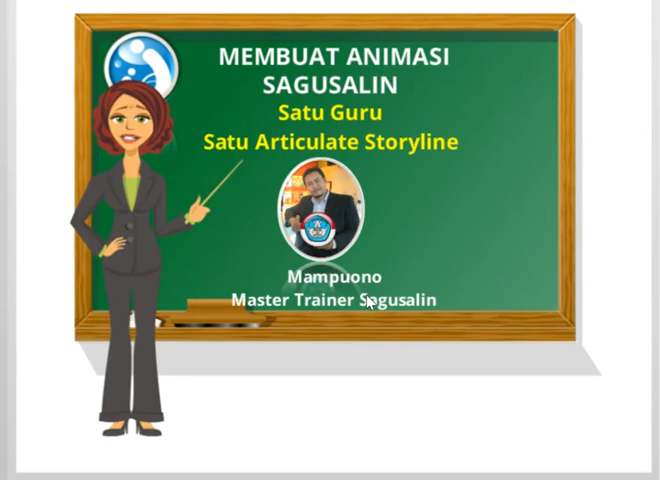 MEMBUAT ANIMASI
SAGUSALIN
Satu Guru
Satu Articulate Storyline
Mampuono
Master Trainer Sagusalin